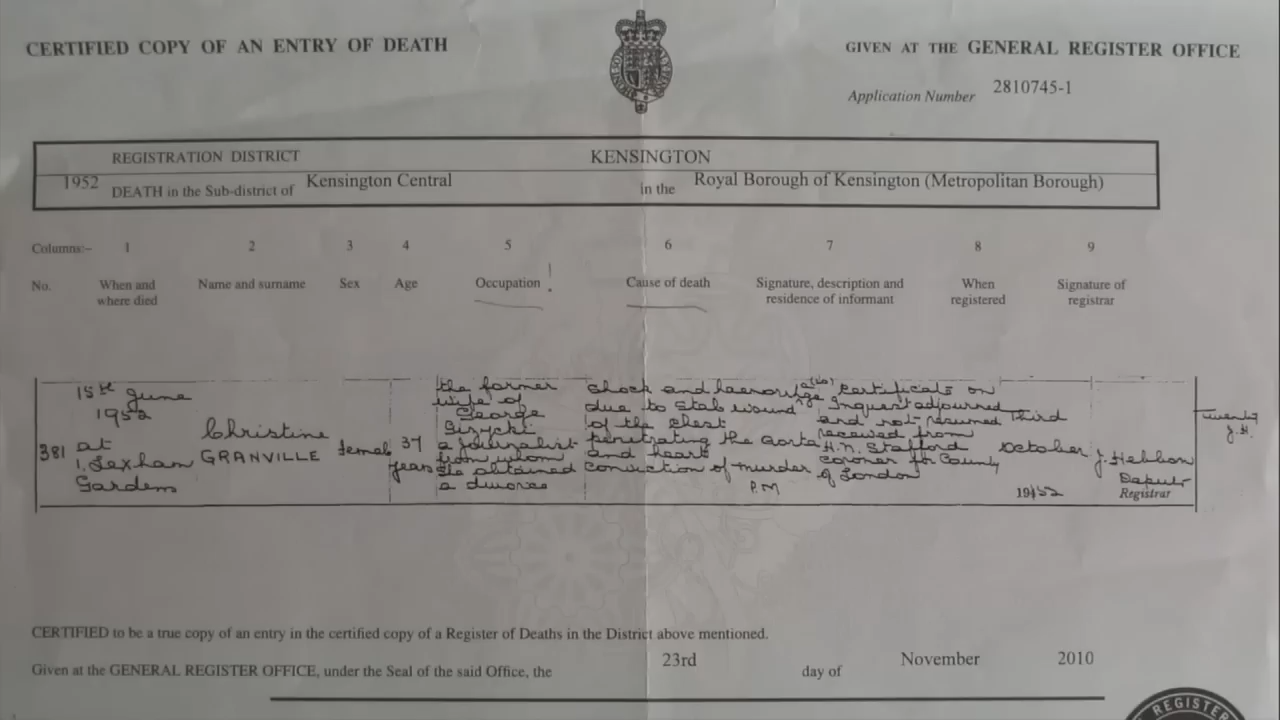 CERTIFIED COPY OF AN ENTRY OF DEATH
GIVEN AT THE GENERAL REGISTER OFFICE
Application Number 2810745-1
REGISTRATION DISTRICT KENSINGTON
1952 DEATH in the Sub-district of Kensington Central in the Royal Borough of Kensington (Metropolitan Borough)
Columns:- 1 2 3 4 5 6 7 8 9
No. When and where died
Name and surname
Sex
Age
Occupation !
Cause of death
Signature, description and residence of informant
When registered
Signature of registrar
381
15th June
1952
at
1, Lexham
Gardens
Christine
GRANVILLE
female
37
years
the former
wife of
George
Gizycki
a journalist
from whom
she obtained
a divorce
Shock and haemorrhage
due to stab wound
of the chest
penetrating the aorta
and heart
conviction of murder
P.M
Certificate on
Inquest adjourned
and not resumed
received from
H.N. Stafford
coroner for County
of London
Third
October
1952
J. Hebbon
Deputy
Registrar
Twenty
J.H.
CERTIFIED to be a true copy of an entry in the certified copy of a Register of Deaths in the District above mentioned.
Given at the GENERAL REGISTER OFFICE, under the Seal of the said Office, the 23rd day of November 2010
REGISTER